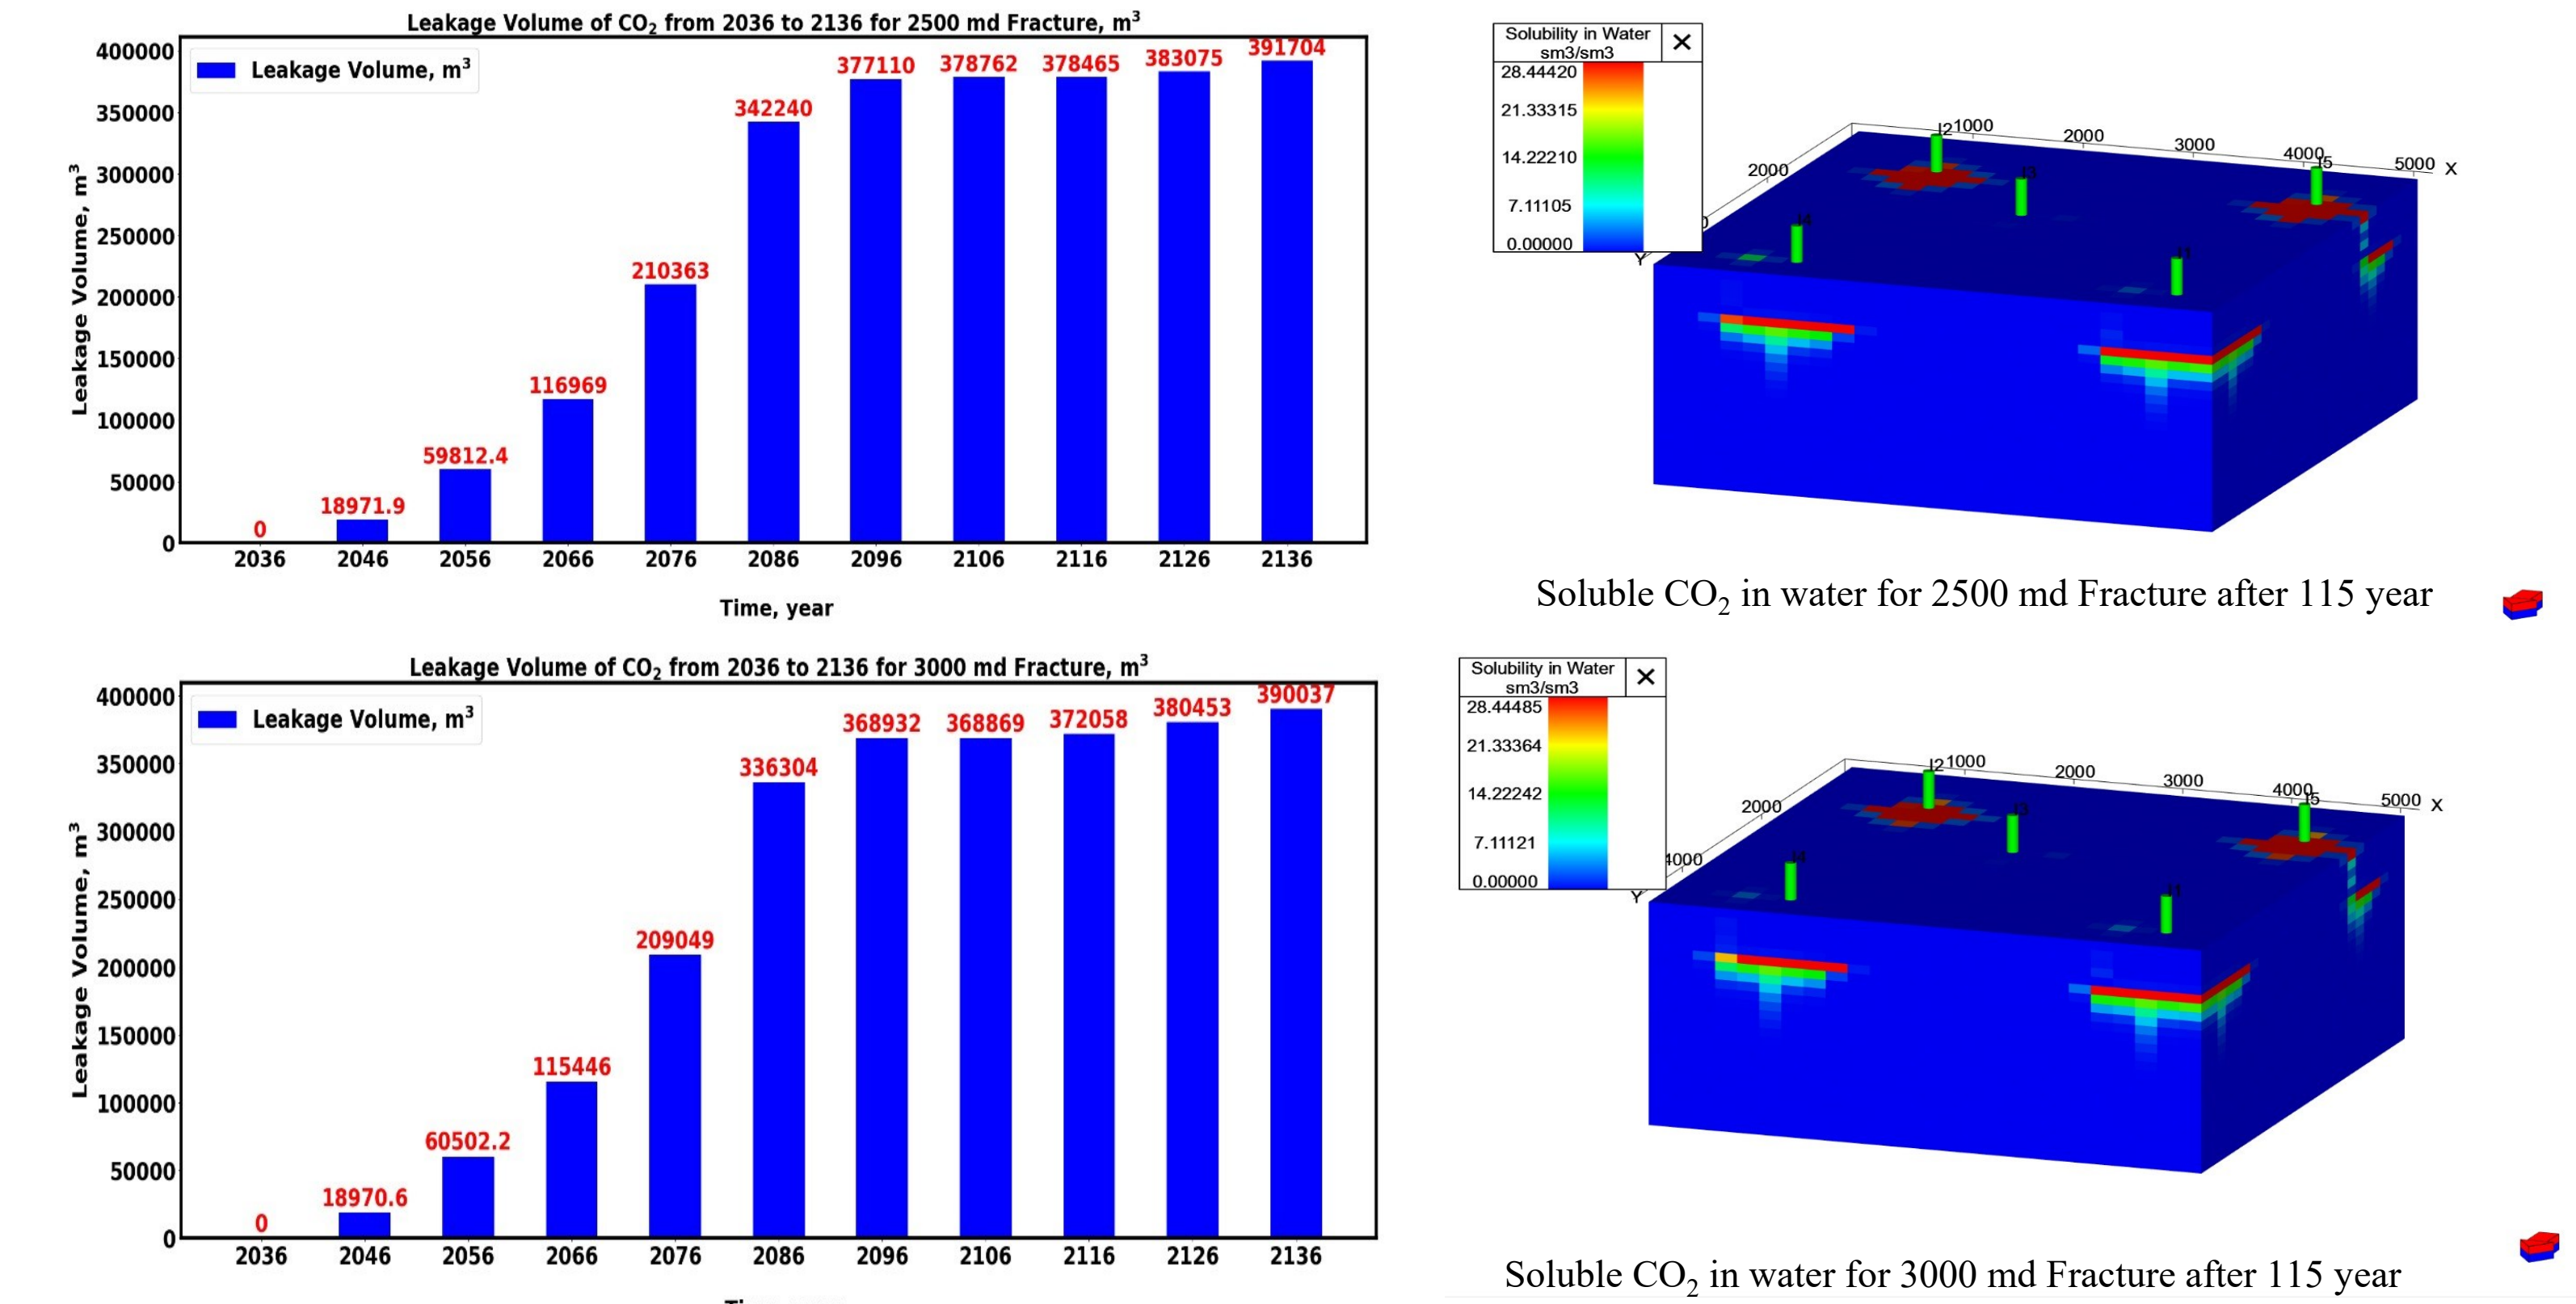 Leakage Volume of CO₂ from 2036 to 2136 for 2500 md Fracture, m³
Leakage Volume, m³
Leakage Volume, m³
400000
350000
300000
250000
200000
150000
100000
50000
0
0
18971.9
59812.4
116969
210363
342240
377110
378762
378465
383075
391704
2036 2046 2056 2066 2076 2086 2096 2106 2116 2126 2136
Time, year
Solubility in Water
sm3/sm3
28.44420
21.33315
14.22210
7.11105
0.00000
I2 1000 2000 3000 4000 I5 5000 X
2000
I3
I4
I1
Y
Soluble CO₂ in water for 2500 md Fracture after 115 year
Leakage Volume of CO₂ from 2036 to 2136 for 3000 md Fracture, m³
Leakage Volume, m³
Leakage Volume, m³
400000
350000
300000
250000
200000
150000
100000
50000
0
0
18970.6
60502.2
115446
209049
336304
368932
368869
372058
380453
390037
2036 2046 2056 2066 2076 2086 2096 2106 2116 2126 2136
Solubility in Water
sm3/sm3
28.44485
21.33364
14.22242
7.11121
0.00000
I2 1000 2000 3000 4000 I5 5000 X
2000
I3
4000
I4
I1
Y
Soluble CO₂ in water for 3000 md Fracture after 115 year